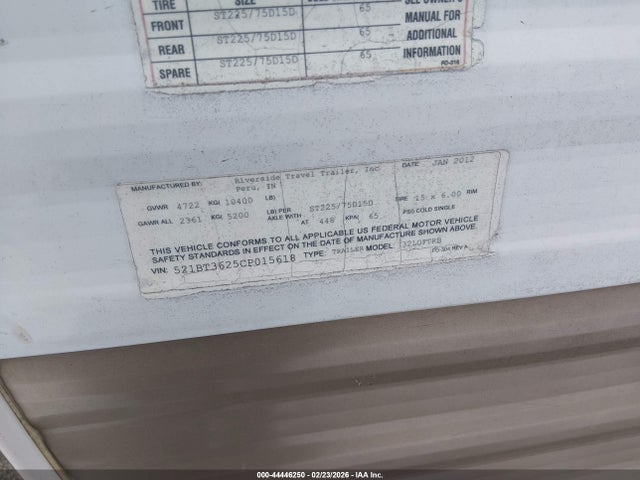 TIRE SIZE SEE OWNER'S
FRONT ST225/75D15D 65 MANUAL FOR
REAR ST225/75D15D 65 ADDITIONAL
SPARE ST225/75D15D 65 INFORMATION
MANUFACTURED BY: Riverside Travel Trailer, Inc DATE JAN 2012
Peru, IN
GVWR 4722 KG( 10400 LB)
GAWR ALL 2361 KG( 5200 LB) PER AXLE WITH ST225/75D15D TIRE 15 x 6.00 RIM
AT 448 KPA( 65 PSI) COLD SINGLE
THIS VEHICLE CONFORMS TO ALL APPLICABLE US FEDERAL MOTOR VEHICLE
SAFETY STANDARDS IN EFFECT ON THE DATE OF MANUFACTURE SHOWN ABOVE.
VIN: 521BT3625CP015618 TYPE: TRAILER MODEL
000-44446250 - 02/23/2026 - IAA Inc.